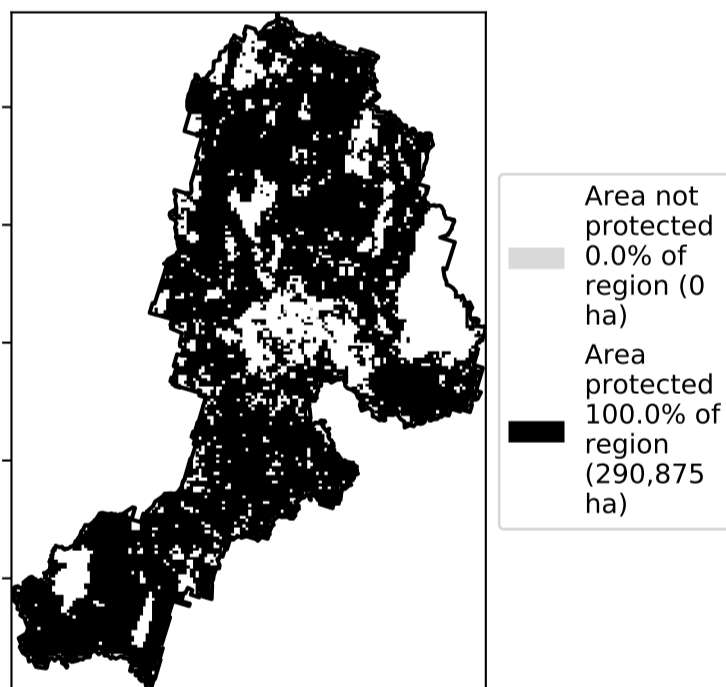 Area not
protected
0.0% of
region (0
ha)
Area
protected
100.0% of
region
(290,875
ha)